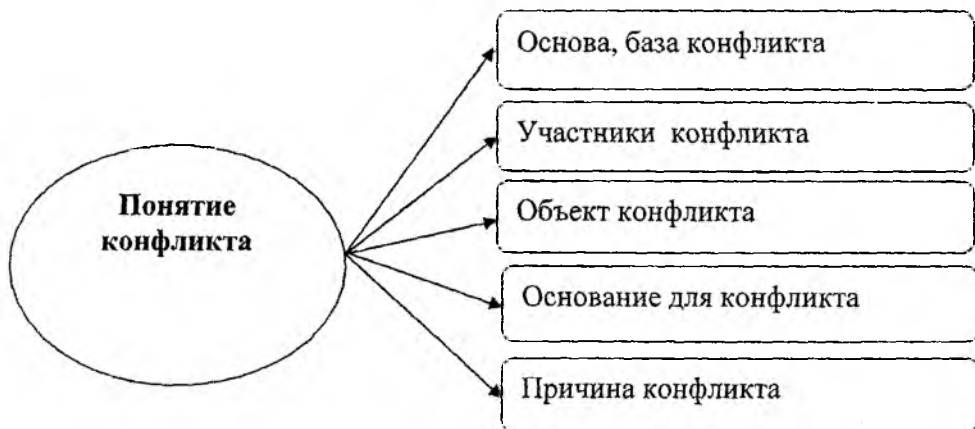 Понятие
конфликта
Основа, база конфликта
Участники конфликта
Объект конфликта
Основание для конфликта
Причина конфликта